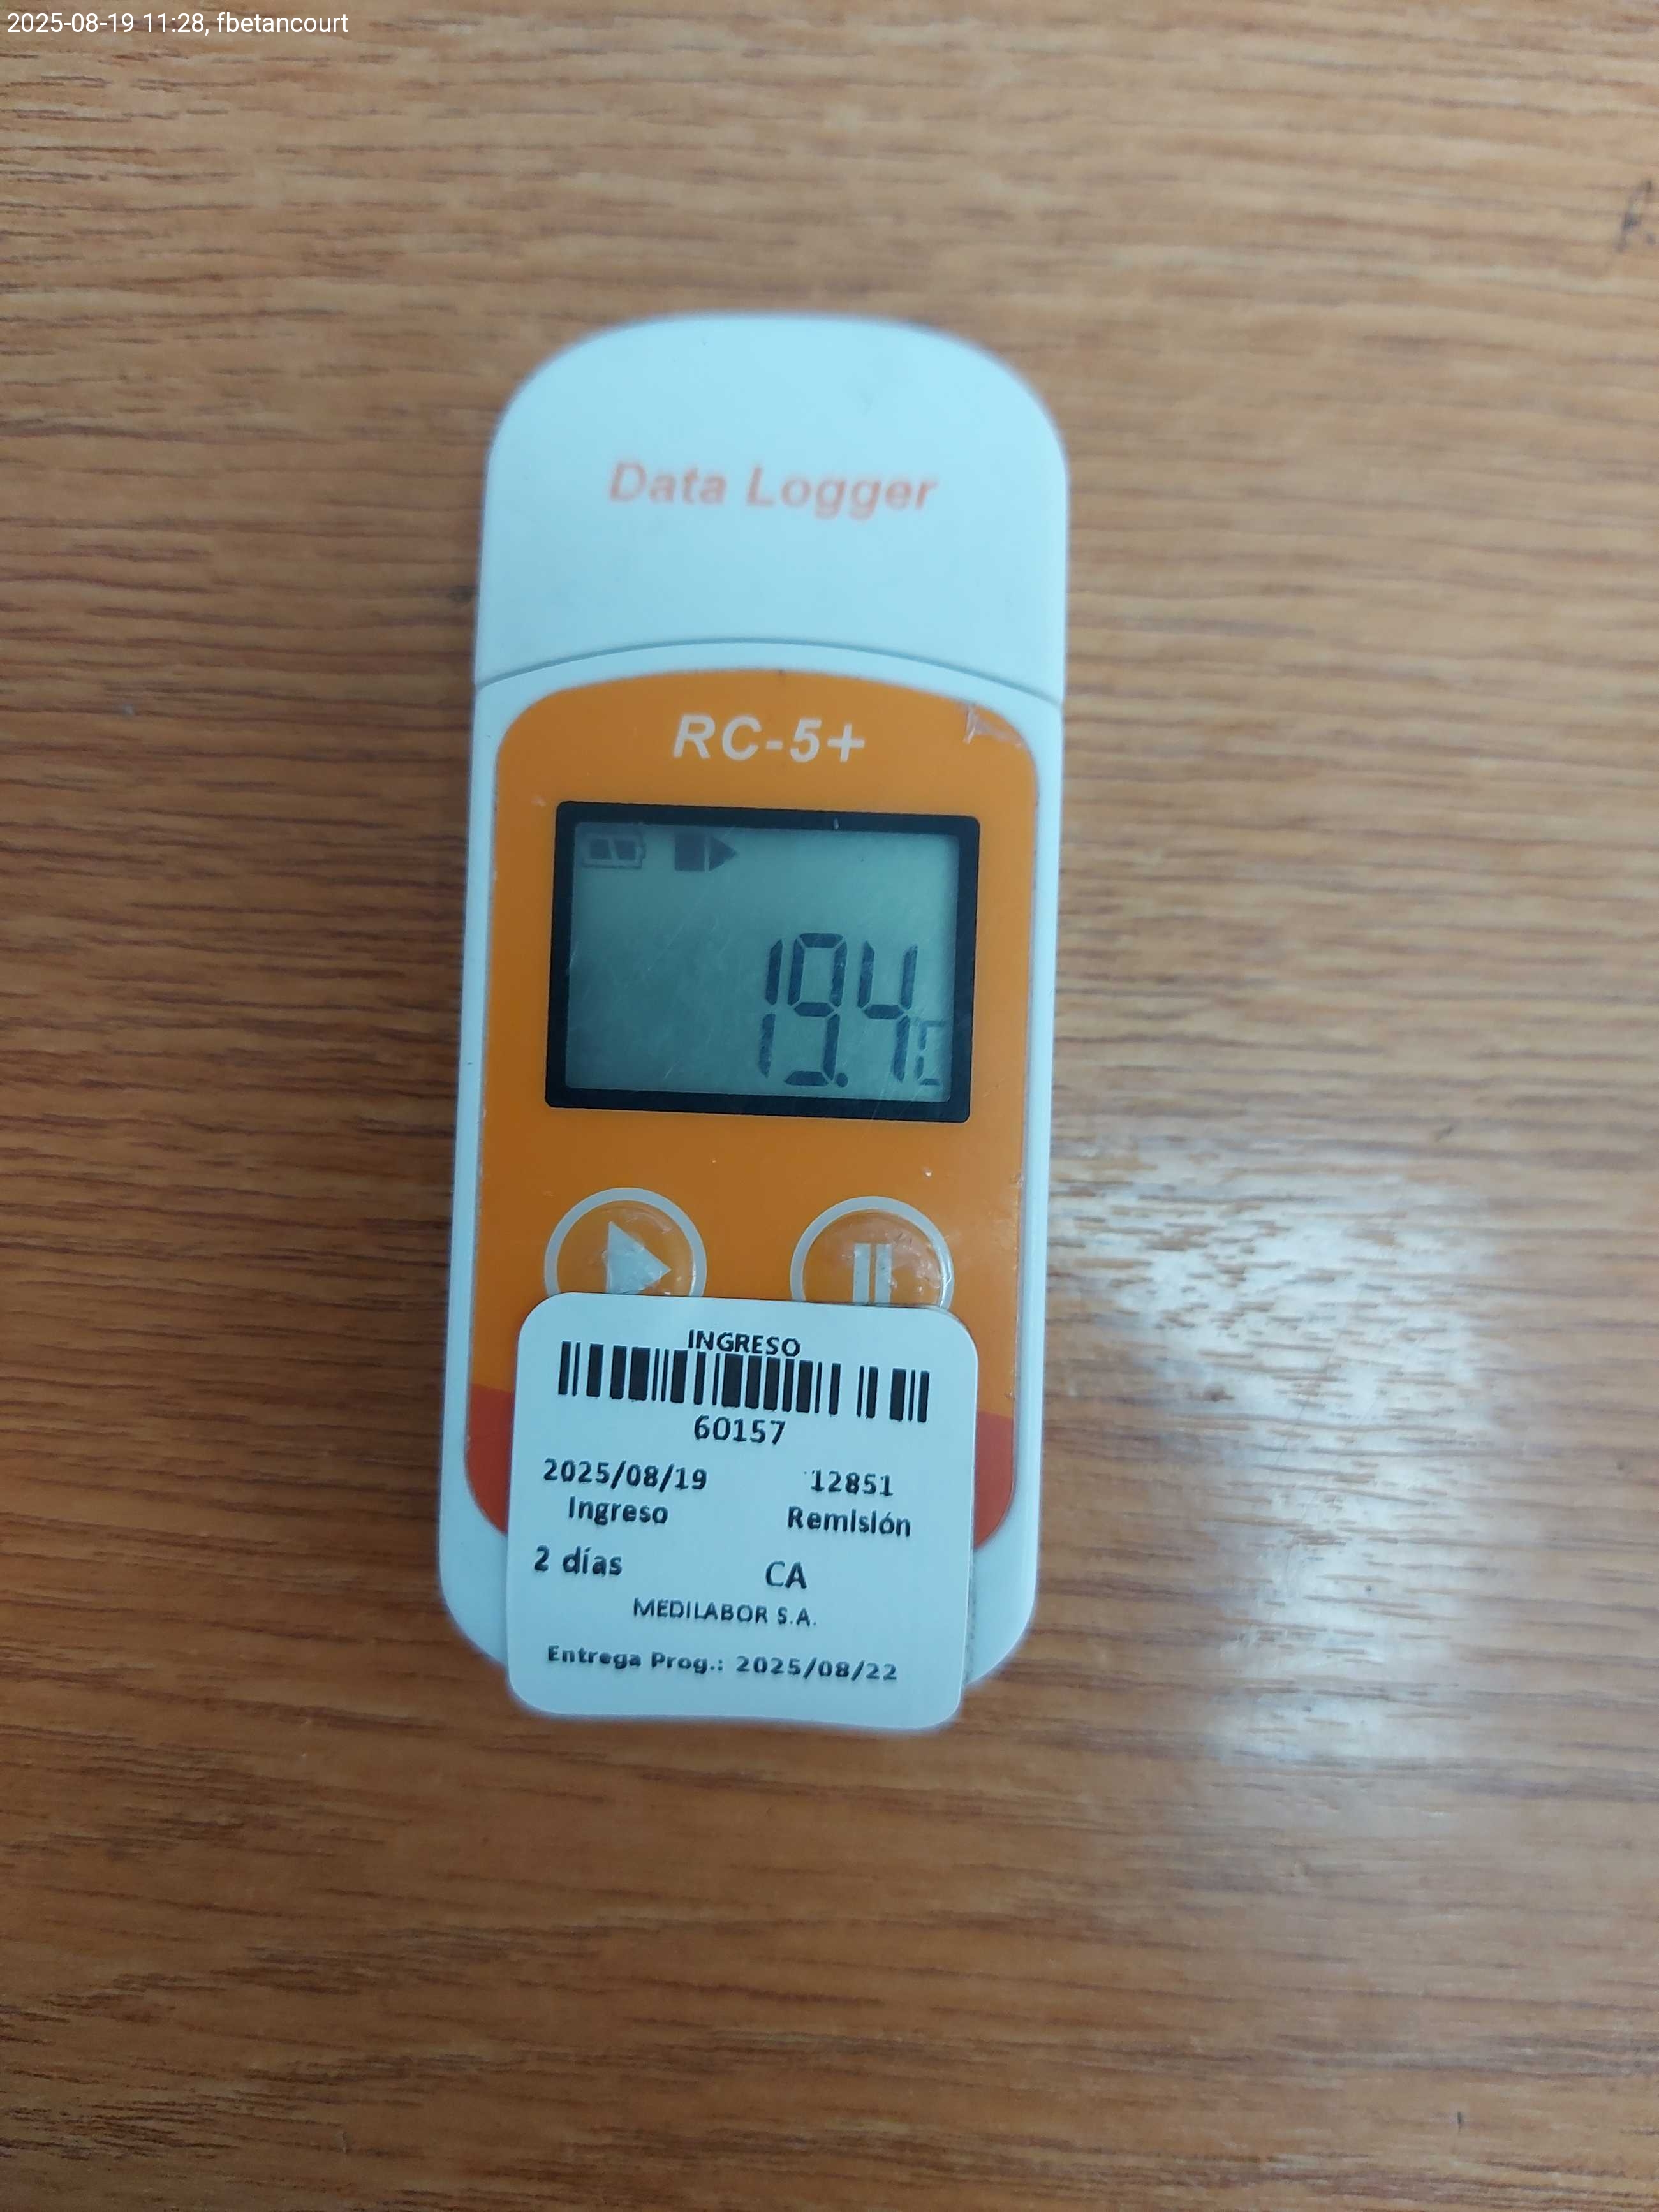 2025-08-19 11:28, fbetancourt
Data Logger
RC-5+
19.4°C
INGRESO
60157
2025/08/19 12851
Ingreso Remisión
2 días CA
MEDILABOR S.A.
Entrega Prog.: 2025/08/22